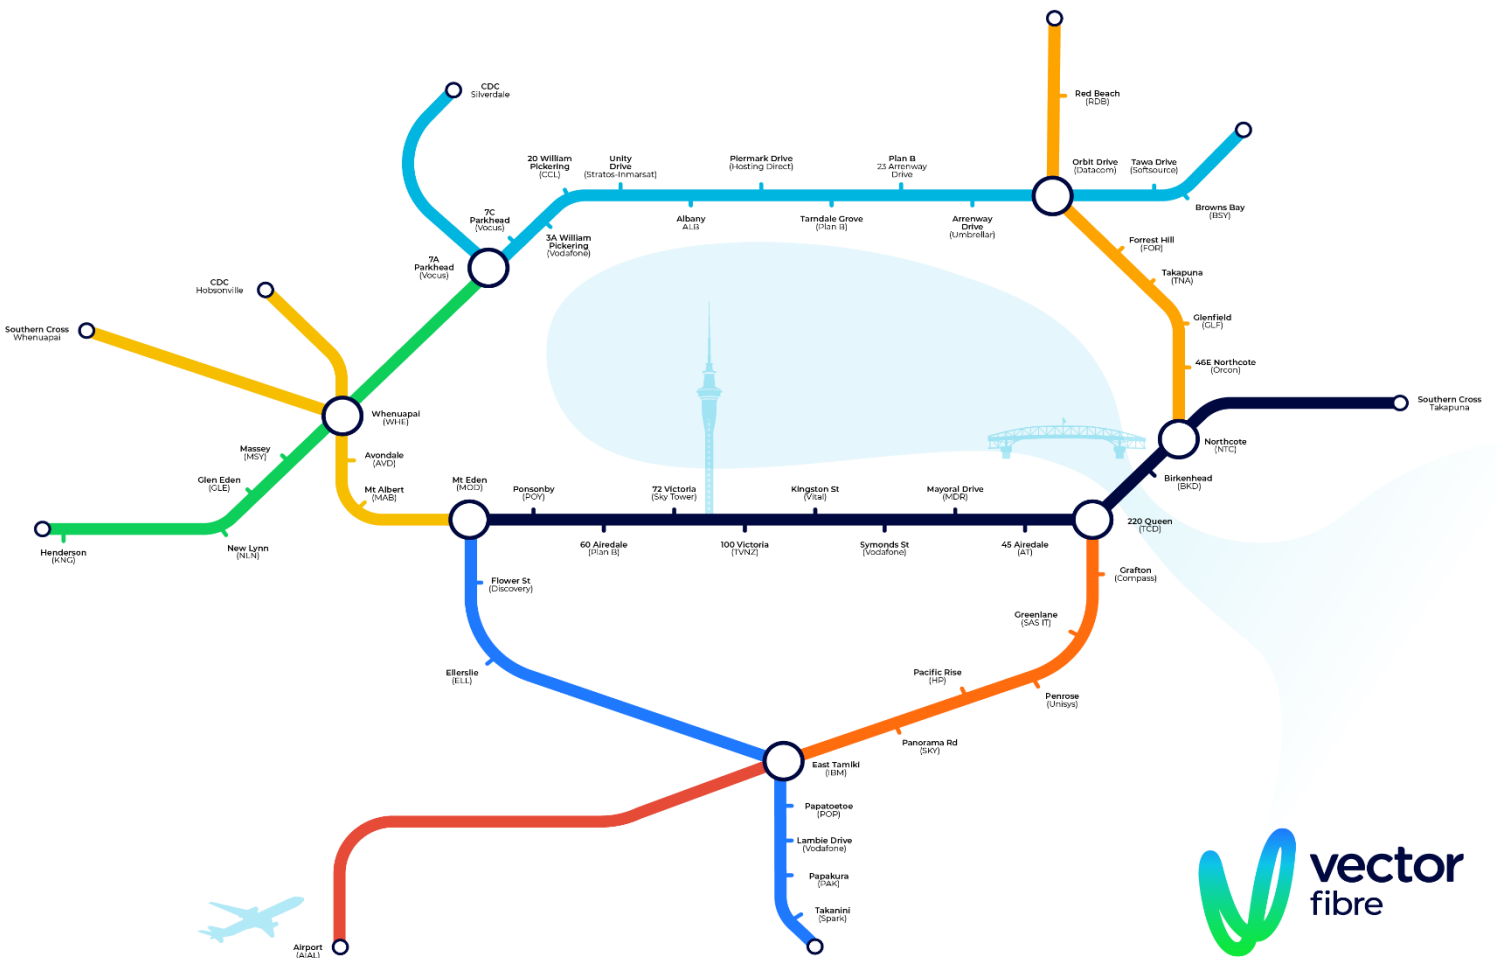 CDC
Silverdale
Red Beach
(RDB)
20 William
Pickering
(CCL)
Unity
Drive
(Stratos-Inmarsat)
Piermark Drive
(Hosting Direct)
Plan B
23 Arrenway
Drive
Orbit Drive
(Datacom)
Tawa Drive
(Softsource)
7C
Parkhead
(Vocus)
3A William
Pickering
(Vodafone)
Albany
ALB
Tarndale Grove
(Plan B)
Arrenway
Drive
(Umbrellar)
Browns Bay
(BSY)
7A
Parkhead
(Vocus)
Forrest Hill
(FOR)
Takapuna
(TNA)
CDC
Hobsonville
Southern Cross
Whenuapai
Glenfield
(GLF)
46E Northcote
(Orcon)
Southern Cross
Takapuna
Whenuapai
(WHE)
Northcote
(NTC)
Massey
(MSY)
Avondale
(AVD)
Glen Eden
(GLE)
Mt Albert
(MAB)
Mt Eden
(MOD)
Ponsonby
(POY)
72 Victoria
(Sky Tower)
Kingston St
(Vital)
Mayoral Drive
(MDR)
Birkenhead
(BKD)
220 Queen
(TCD)
Henderson
(KNG)
New Lynn
(NLN)
60 Airedale
(Plan B)
100 Victoria
(TVNZ)
Symonds St
(Vodafone)
45 Airedale
(AT)
Flower St
(Discovery)
Grafton
(Compass)
Greenlane
(SAS IT)
Ellerslie
(ELL)
Pacific Rise
(HP)
Penrose
(Unisys)
Panorama Rd
(SKY)
East Tamiki
(IBM)
Papatoetoe
(POP)
Lambie Drive
(Vodafone)
Papakura
(PAK)
Takanini
(Spark)
Airport
(AIAL)
vector
fibre